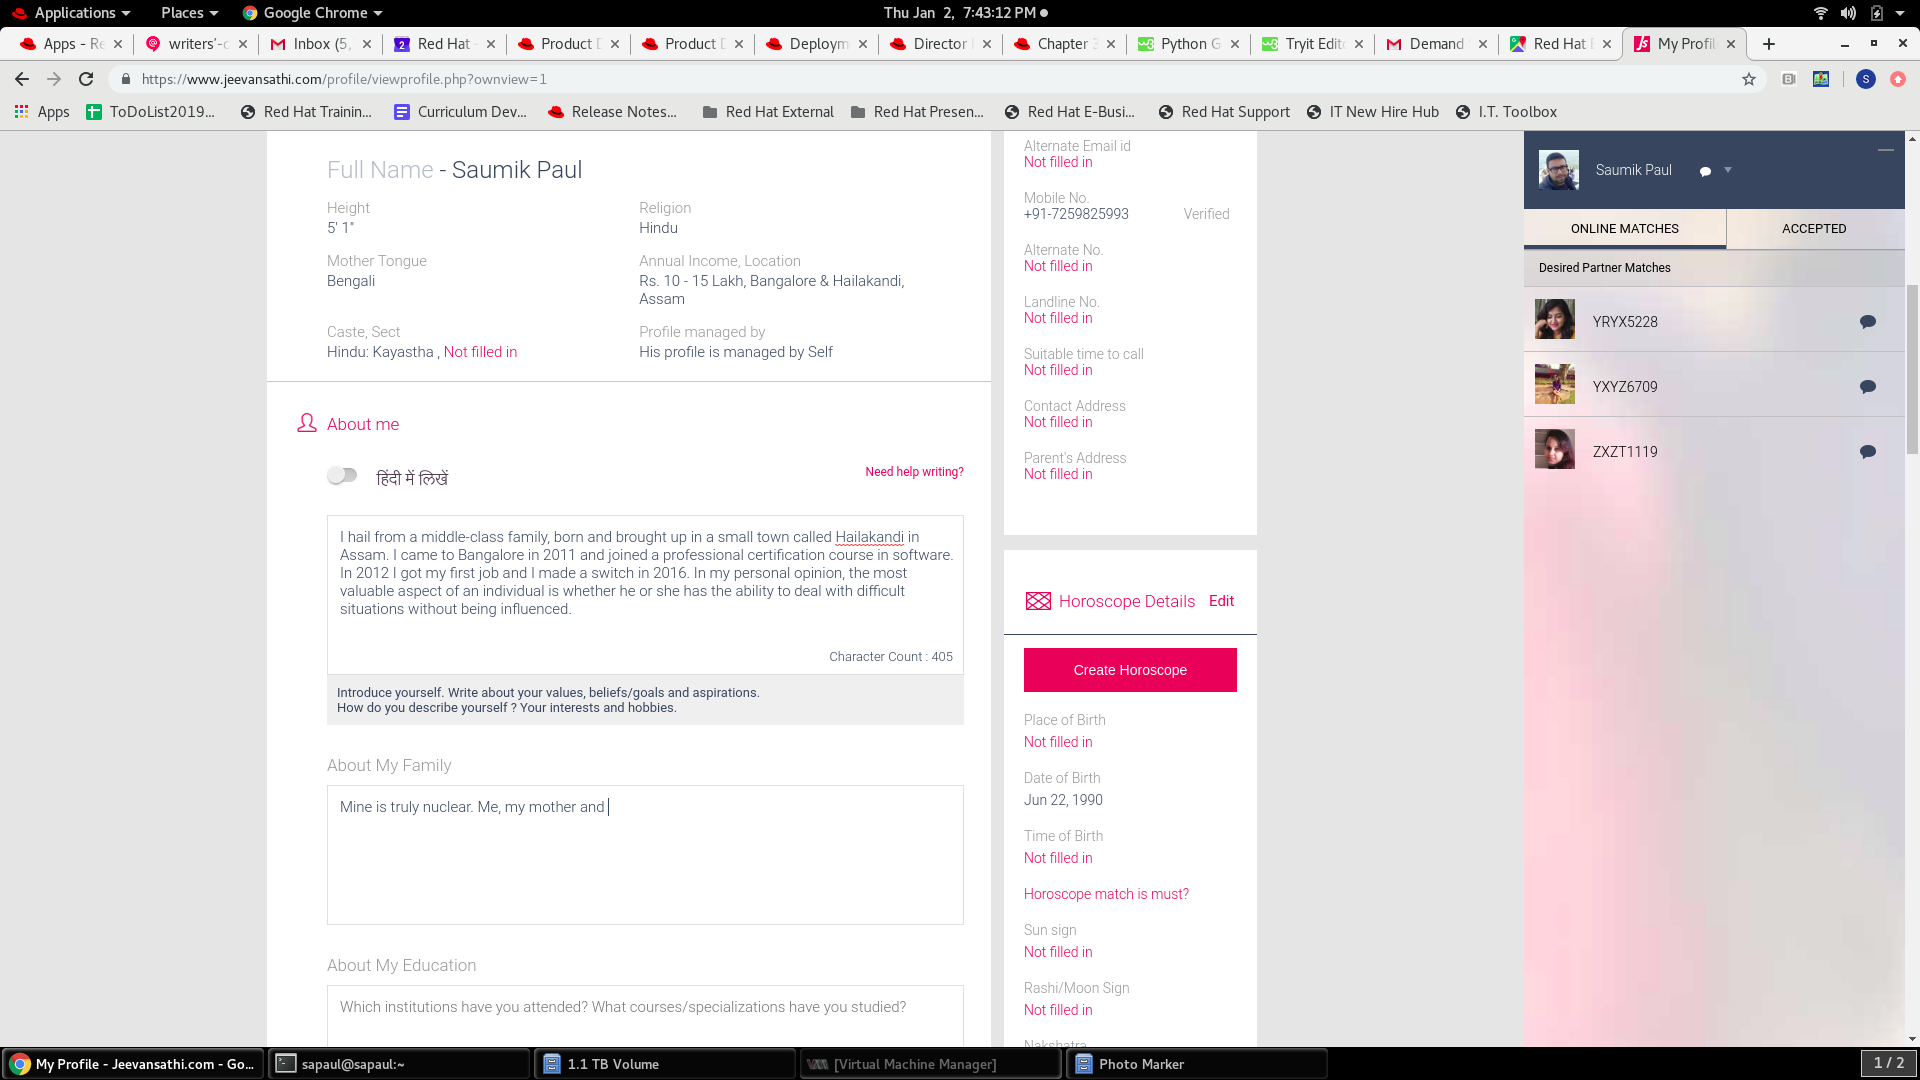 Applications
Places
Google Chrome
Thu Jan 2, 7:43:12 PM
Apps - Re
writers'-c
Inbox (5,
Red Hat -
Product D
Product D
Deploym
Director
Chapter 3
Python G
Tryit Edito
Demand
Red Hat
My Profil
https://www.jeevansathi.com/profile/viewprofile.php?ownview=1
S
Apps
ToDoList2019...
Red Hat Trainin...
Curriculum Dev...
Release Notes...
Red Hat External
Red Hat Presen...
Red Hat E-Busi...
Red Hat Support
IT New Hire Hub
I.T. Toolbox
Full Name - Saumik Paul
Height
5' 1"
Religion
Hindu
Mother Tongue
Bengali
Annual Income, Location
Rs. 10 - 15 Lakh, Bangalore & Hailakandi,
Assam
Caste, Sect
Hindu: Kayastha , Not filled in
Profile managed by
His profile is managed by Self
About me
हिंदी में लिखें
Need help writing?
I hail from a middle-class family, born and brought up in a small town called Hailakandi in
Assam. I came to Bangalore in 2011 and joined a professional certification course in software.
In 2012 I got my first job and I made a switch in 2016. In my personal opinion, the most
valuable aspect of an individual is whether he or she has the ability to deal with difficult
situations without being influenced.
Character Count : 405
Introduce yourself. Write about your values, beliefs/goals and aspirations.
How do you describe yourself ? Your interests and hobbies.
About My Family
Mine is truly nuclear. Me, my mother and
About My Education
Which institutions have you attended? What courses/specializations have you studied?
Alternate Email id
Not filled in
Mobile No.
+91-7259825993 Verified
Alternate No.
Not filled in
Landline No.
Not filled in
Suitable time to call
Not filled in
Contact Address
Not filled in
Parent's Address
Not filled in
Horoscope Details Edit
Create Horoscope
Place of Birth
Not filled in
Date of Birth
Jun 22, 1990
Time of Birth
Not filled in
Horoscope match is must?
Sun sign
Not filled in
Rashi/Moon Sign
Not filled in
Nakshatra
Saumik Paul
ONLINE MATCHES
ACCEPTED
Desired Partner Matches
YRYX5228
YXYZ6709
ZXZT1119
My Profile - Jeevansathi.com - Go...
sapaul@sapaul:~
1.1 TB Volume
[Virtual Machine Manager]
Photo Marker
1 / 2